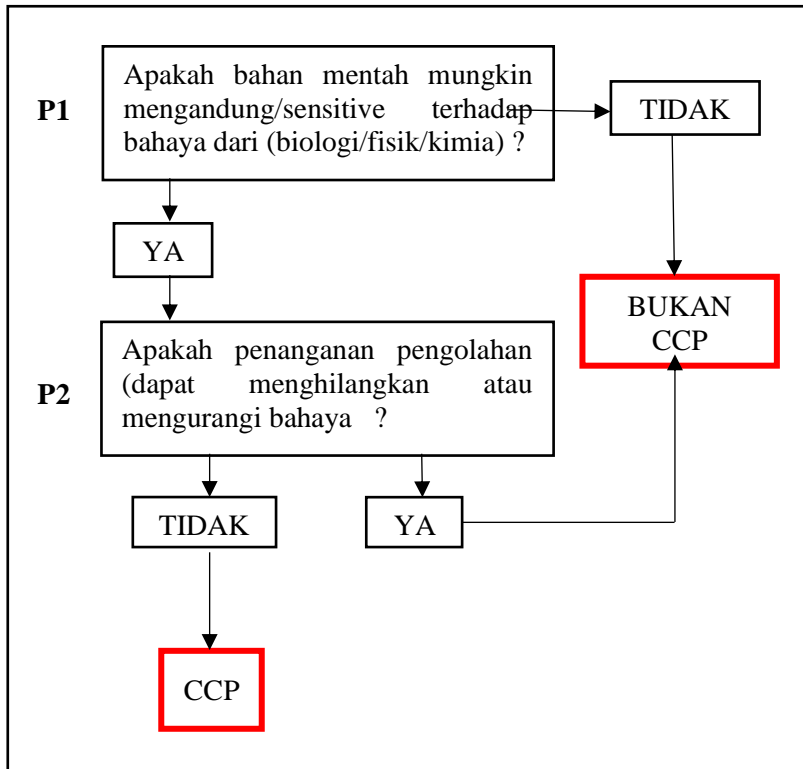 P1
Apakah bahan mentah mungkin
mengandung/sensitive terhadap
bahaya dari (biologi/fisik/kimia) ?
TIDAK
YA
BUKAN
CCP
P2
Apakah penanganan pengolahan
(dapat menghilangkan atau
mengurangi bahaya ?
TIDAK
YA
CCP